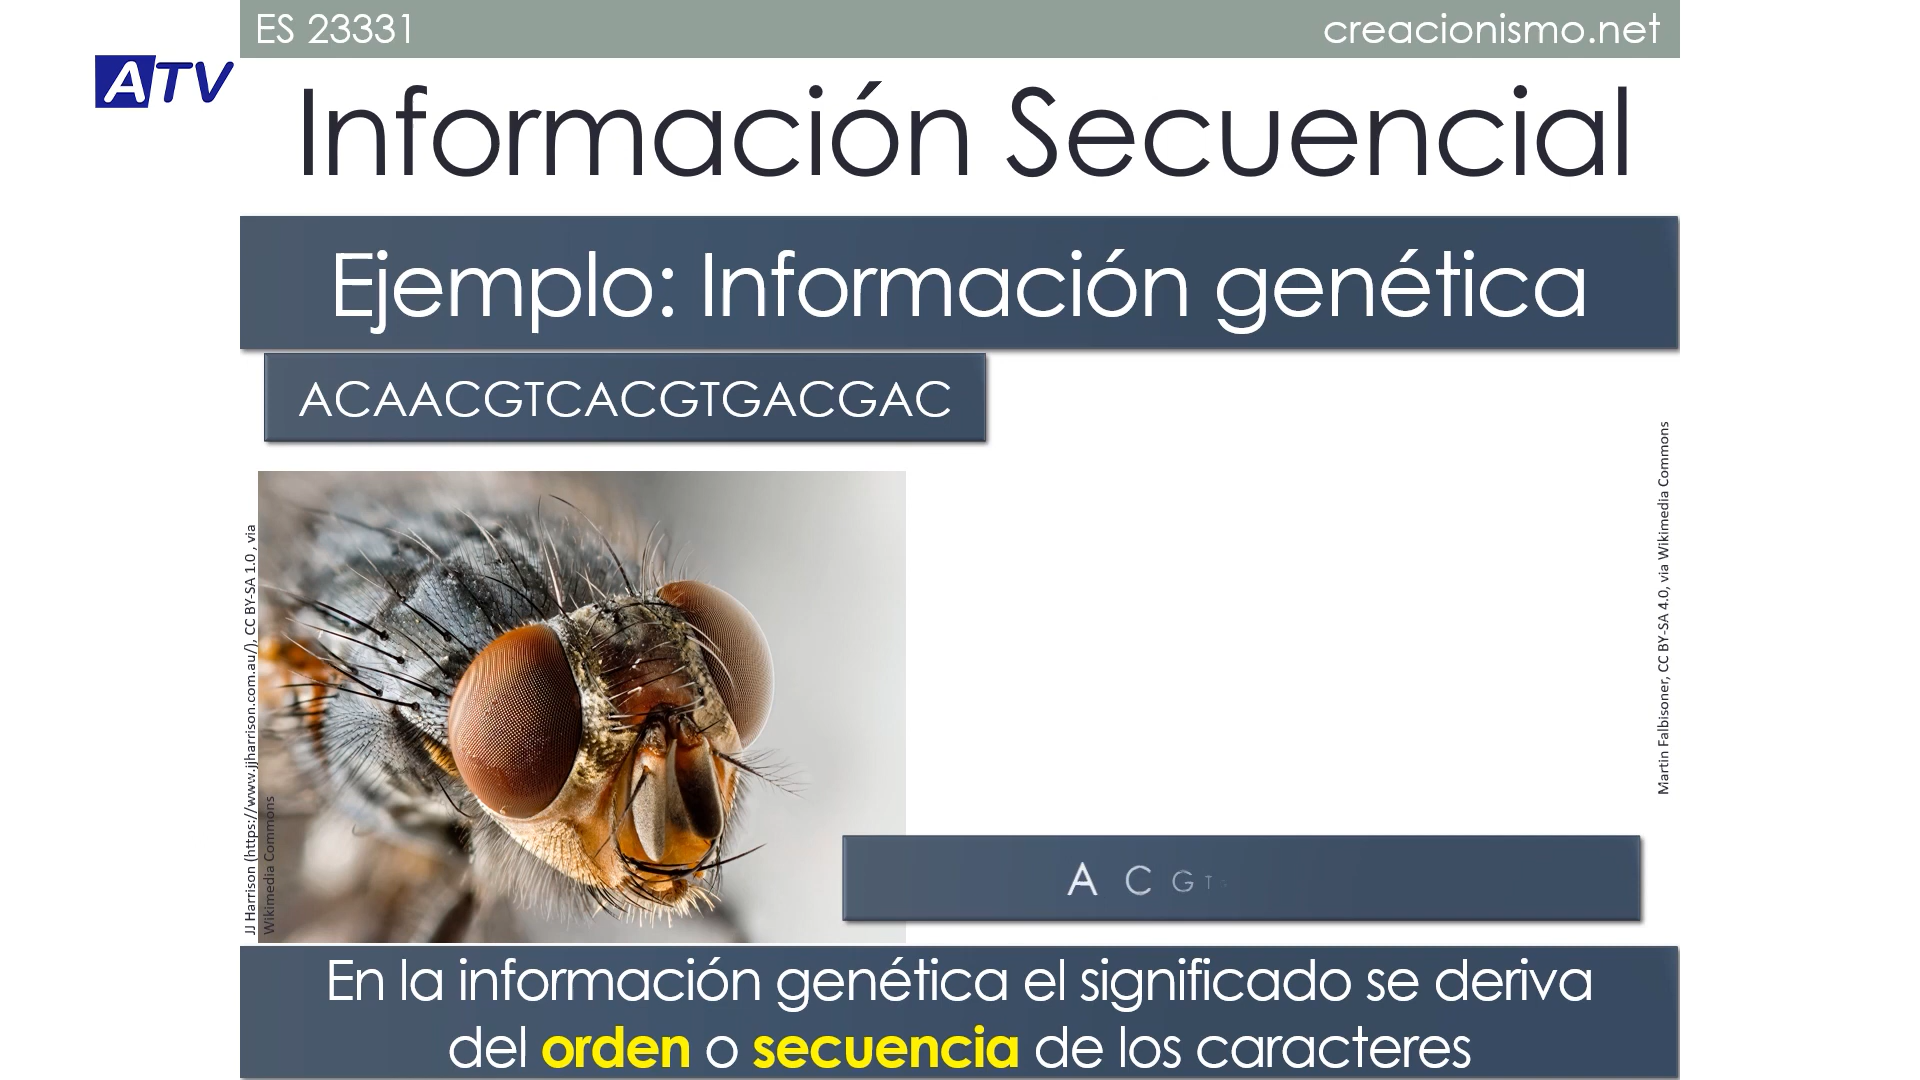 ES 23331
creacionismo.net
ATV
Información Secuencial
Ejemplo: Información genética
ACAACGTCACGTGACGAC
JJ Harrison (https://www.jjharrison.com.au/), CC BY-SA 1.0 , via
Wikimedia Commons
Martin Falbisoner, CC BY-SA 4.0, via Wikimedia Commons
A C G T
En la información genética el significado se deriva
del orden o secuencia de los caracteres